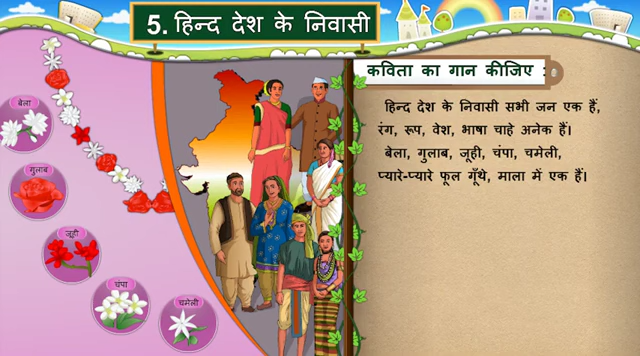 5. हिन्द देश के निवासी
कविता का गान कीजिए :
हिन्द देश के निवासी सभी जन एक हैं,
रंग, रूप, वेश, भाषा चाहे अनेक हैं।
बेला, गुलाब, जूही, चंपा, चमेली,
प्यारे-प्यारे फूल गूँथे, माला में एक हैं।
बेला
गुलाब
जूही
चंपा
चमेली